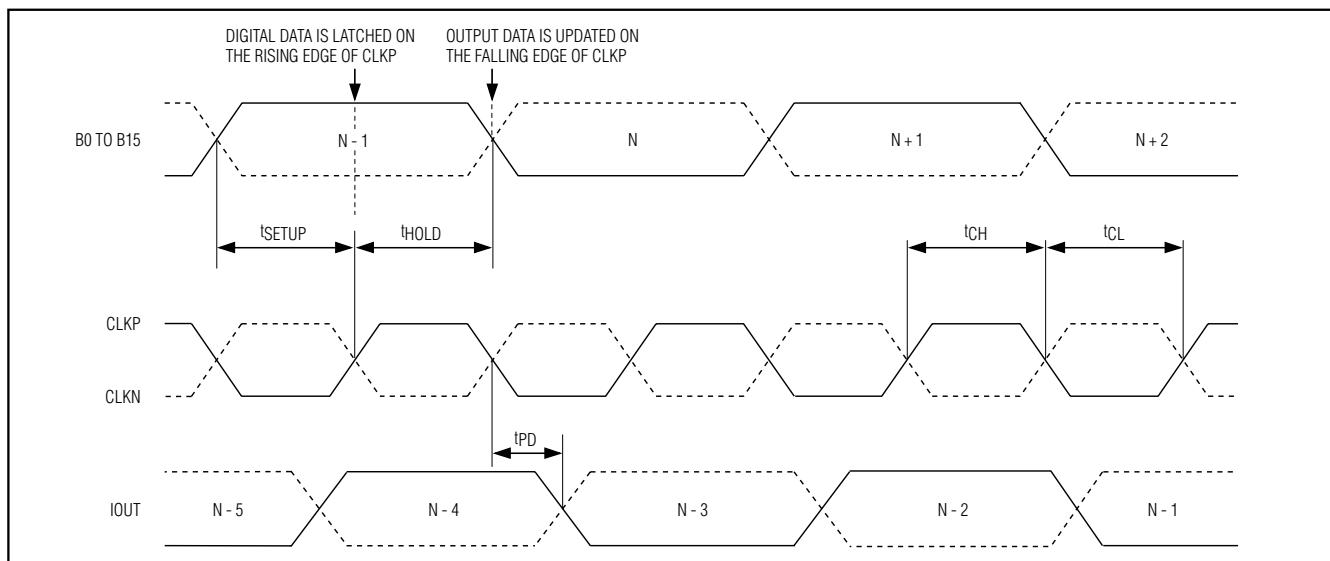 DIGITAL DATA IS LATCHED ON
THE RISING EDGE OF CLKP
OUTPUT DATA IS UPDATED ON
THE FALLING EDGE OF CLKP
B0 TO B15
N - 1
N
N + 1
N + 2
tSETUP
tHOLD
tCH
tCL
CLKP
CLKN
tPD
IOUT
N - 5
N - 4
N - 3
N - 2
N - 1